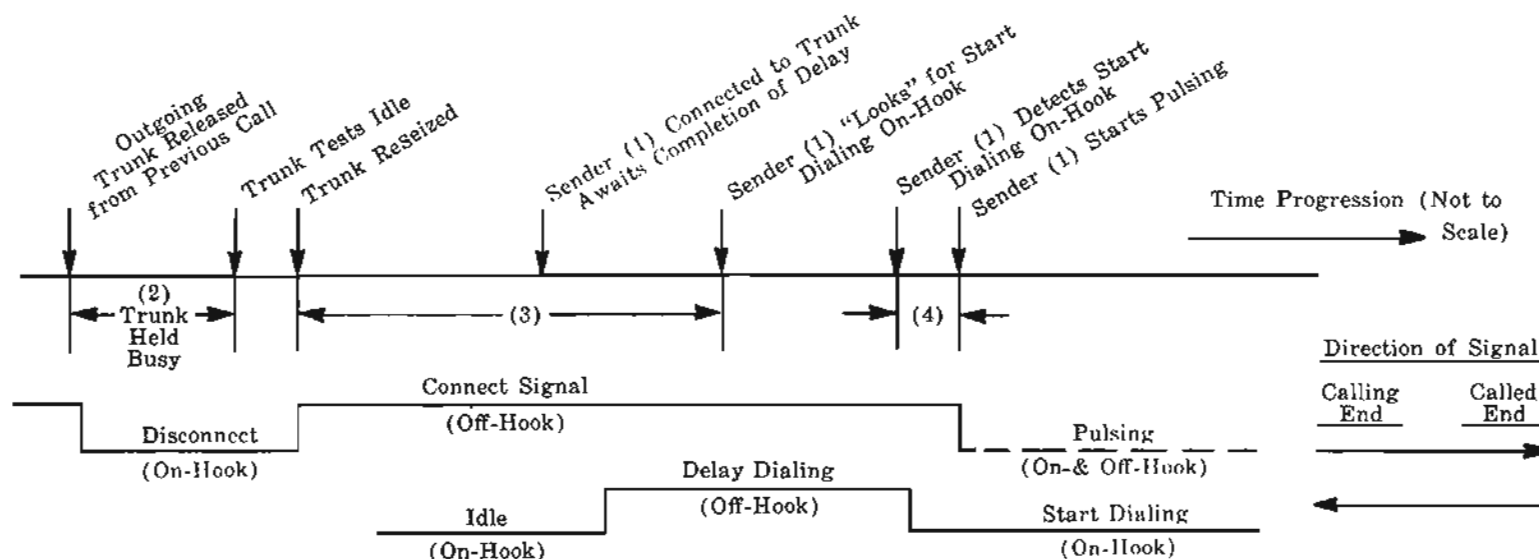 Outgoing
Trunk Released
from Previous Call
Trunk Tests Idle
Trunk ReSeized
Sender (1) Connected to Trunk
Awaits Completion of Delay
Sender (1) "Looks" for Start
Dialing On-Hook
Sender (1) Detects Start
Dialing On-Hook
Sender (1) Starts Pulsing
Time Progression (Not to
Scale)
(2)
Trunk
Held
Busy
(3)
(4)
Direction of Signal
Calling
End
Called
End
Connect Signal
(Off-Hook)
Disconnect
(On-Hook)
Pulsing
(On-& Off-Hook)
Delay Dialing
(Off-Hook)
Idle
(On-Hook)
Start Dialing
(On-Hook)